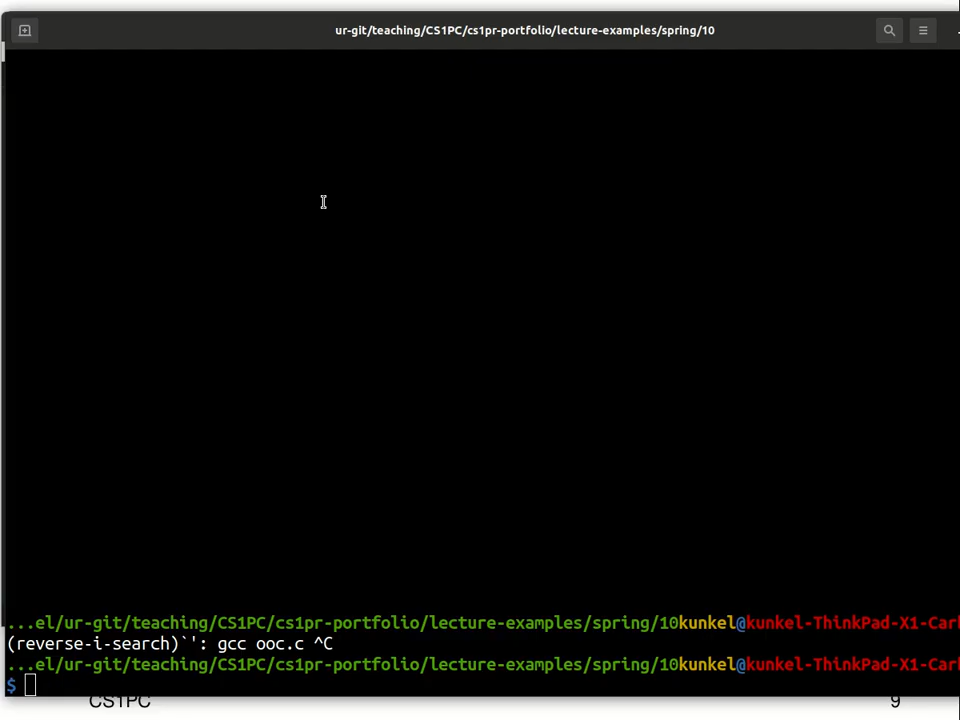 ur-git/teaching/CS1PC/cs1pr-portfolio/lecture-examples/spring/10
...el/ur-git/teaching/CS1PC/cs1pr-portfolio/lecture-examples/spring/10kunkel@kunkel-ThinkPad-X1-Carl
(reverse-i-search)`': gcc ooc.c ^C
...el/ur-git/teaching/CS1PC/cs1pr-portfolio/lecture-examples/spring/10kunkel@kunkel-ThinkPad-X1-Carl
$
CS1PC 9